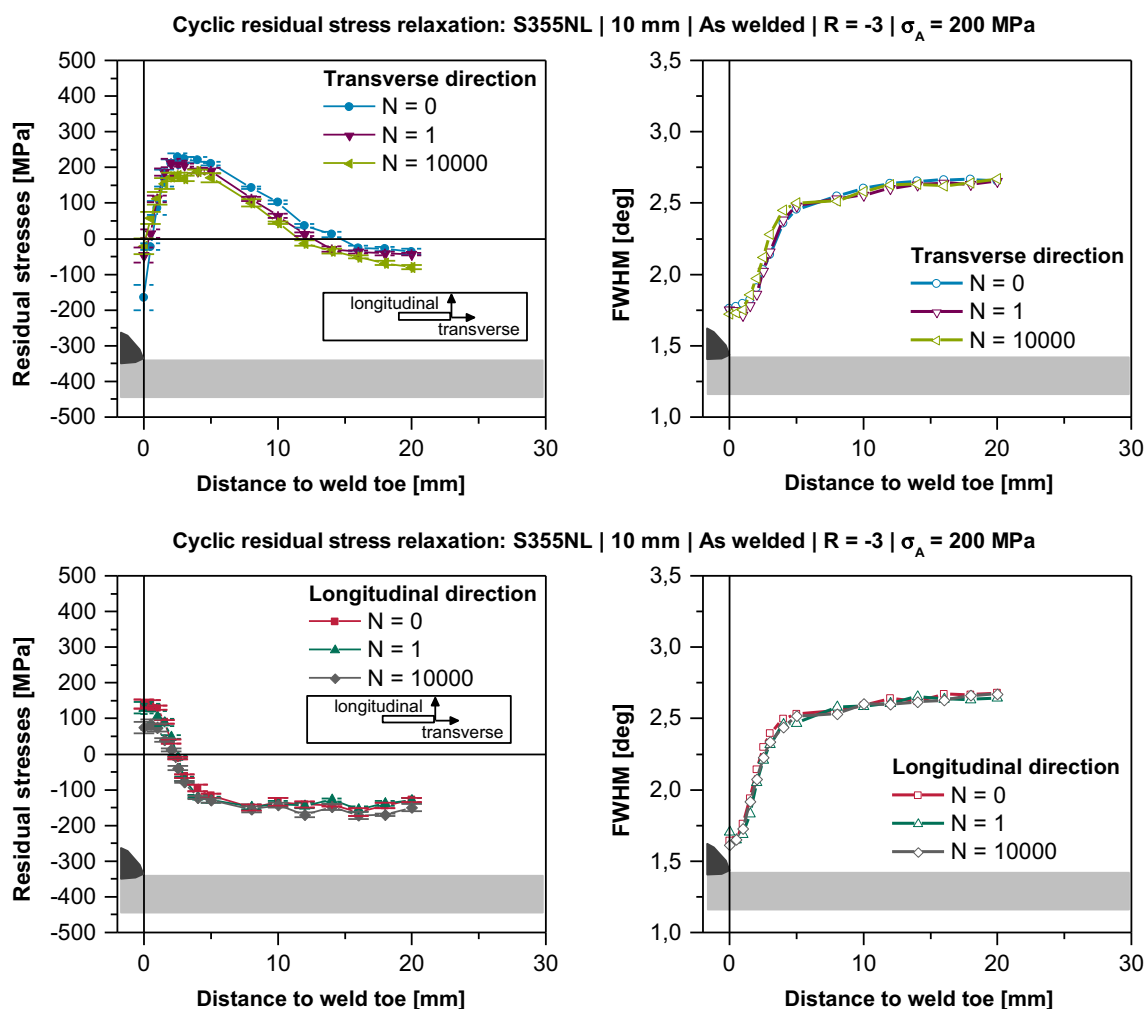 Cyclic residual stress relaxation: S355NL | 10 mm | As welded | R = -3 | σA = 200 MPa
Residual stresses [MPa]
500
400
300
200
100
0
-100
-200
-300
-400
-500
Transverse direction
N = 0
N = 1
N = 10000
longitudinal
transverse
0
10
20
30
Distance to weld toe [mm]
FWHM [deg]
3,5
3,0
2,5
2,0
1,5
1,0
Transverse direction
N = 0
N = 1
N = 10000
0
10
20
30
Distance to weld toe [mm]
Cyclic residual stress relaxation: S355NL | 10 mm | As welded | R = -3 | σA = 200 MPa
Residual stresses [MPa]
500
400
300
200
100
0
-100
-200
-300
-400
-500
Longitudinal direction
N = 0
N = 1
N = 10000
longitudinal
transverse
0
10
20
30
Distance to weld toe [mm]
FWHM [deg]
3,5
3,0
2,5
2,0
1,5
1,0
Longitudinal direction
N = 0
N = 1
N = 10000
0
10
20
30
Distance to weld toe [mm]